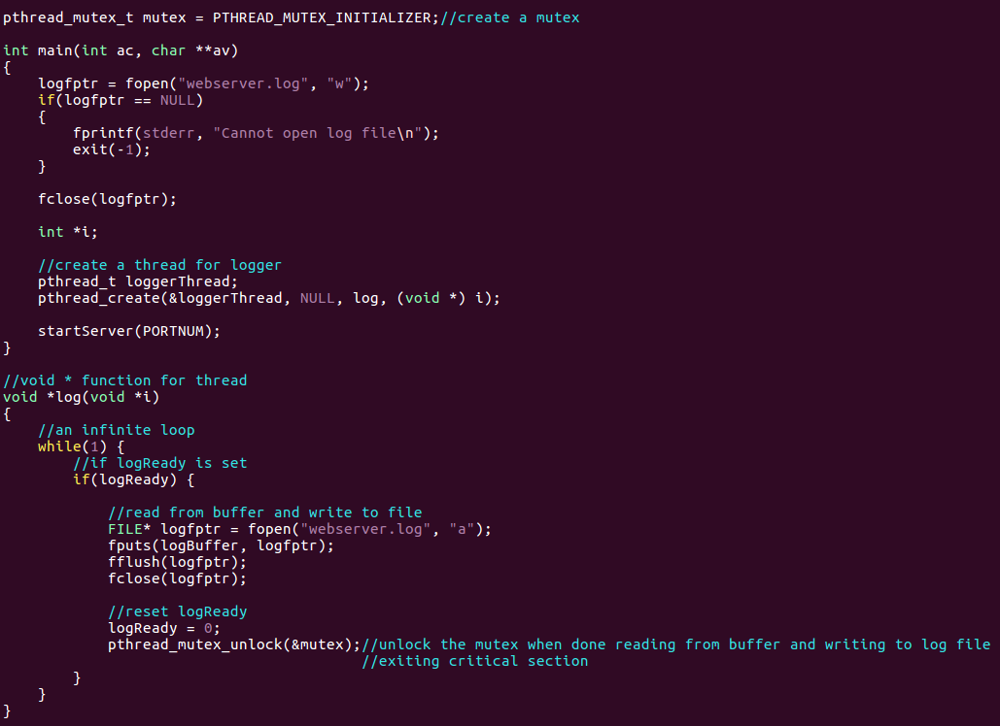 pthread_mutex_t mutex = PTHREAD_MUTEX_INITIALIZER;//create a mutex
int main(int ac, char **av)
{
    logfptr = fopen("webserver.log", "w");
    if(logfptr == NULL)
    {
        fprintf(stderr, "Cannot open log file\n");
        exit(-1);
    }
    fclose(logfptr);
    int *i;
    //create a thread for logger
    pthread_t loggerThread;
    pthread_create(&loggerThread, NULL, log, (void *) i);
    startServer(PORTNUM);
}
//void * function for thread
void *log(void *i)
{
    //an infinite loop
    while(1) {
        //if logReady is set
        if(logReady) {
            //read from buffer and write to file
            FILE* logfptr = fopen("webserver.log", "a");
            fputs(logBuffer, logfptr);
            fflush(logfptr);
            fclose(logfptr);
            //reset logReady
            logReady = 0;
            pthread_mutex_unlock(&mutex);//unlock the mutex when done reading from buffer and writing to log file
                                         //exiting critical section
        }
    }
}